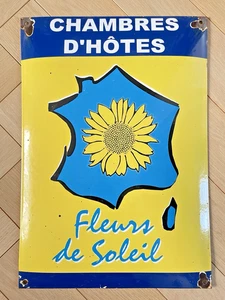 CHAMBRES
D'HÔTES
Fleurs
de Soleil